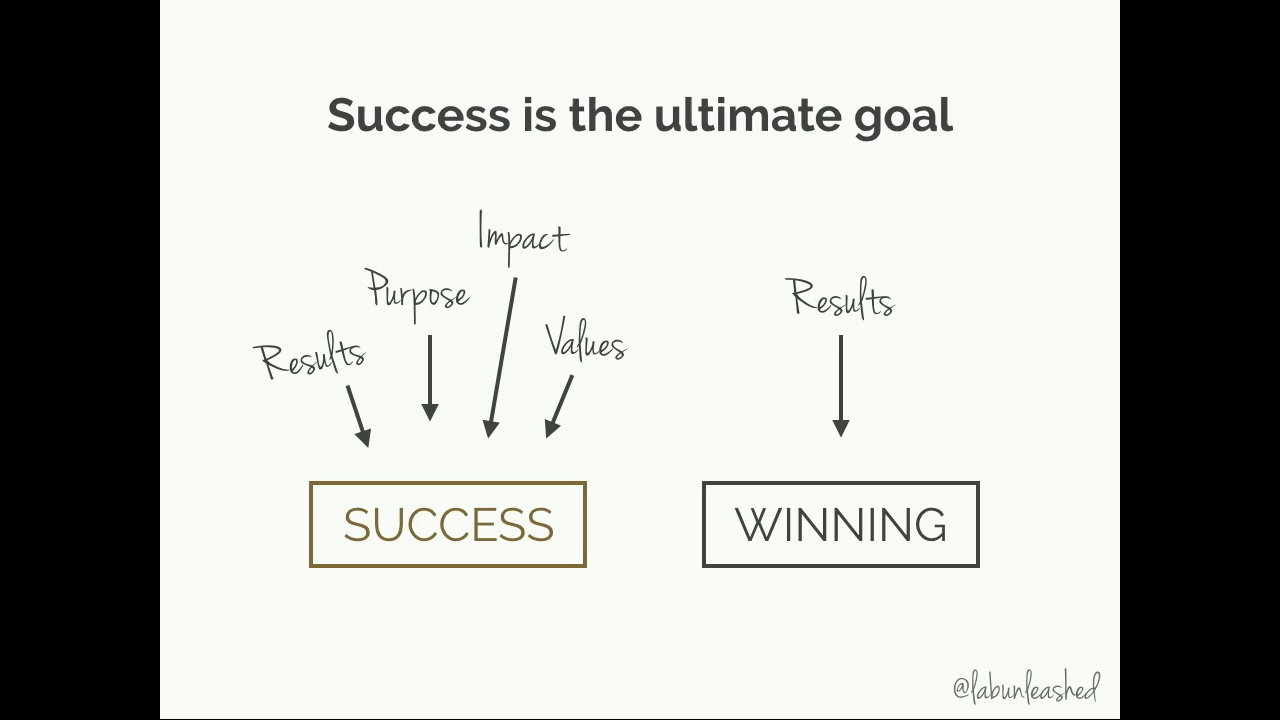 Success is the ultimate goal
Impact
Purpose
Results
Values
Results
SUCCESS
WINNING
@labunleashed